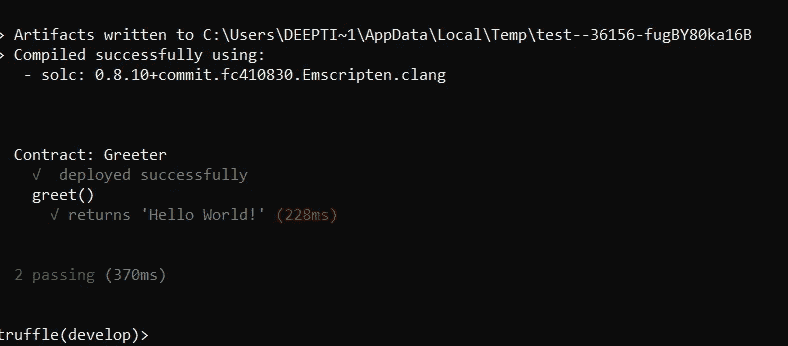 > Artifacts written to C:\Users\DEEPTI~1\AppData\Local\Temp\test--36156-fugBY80ka16B
> Compiled successfully using:
- solc: 0.8.10+commit.fc410830.Emscripten.clang
Contract: Greeter
√ deployed successfully
greet()
√ returns 'Hello World!' (228ms)
2 passing (370ms)
truffle(develop)>